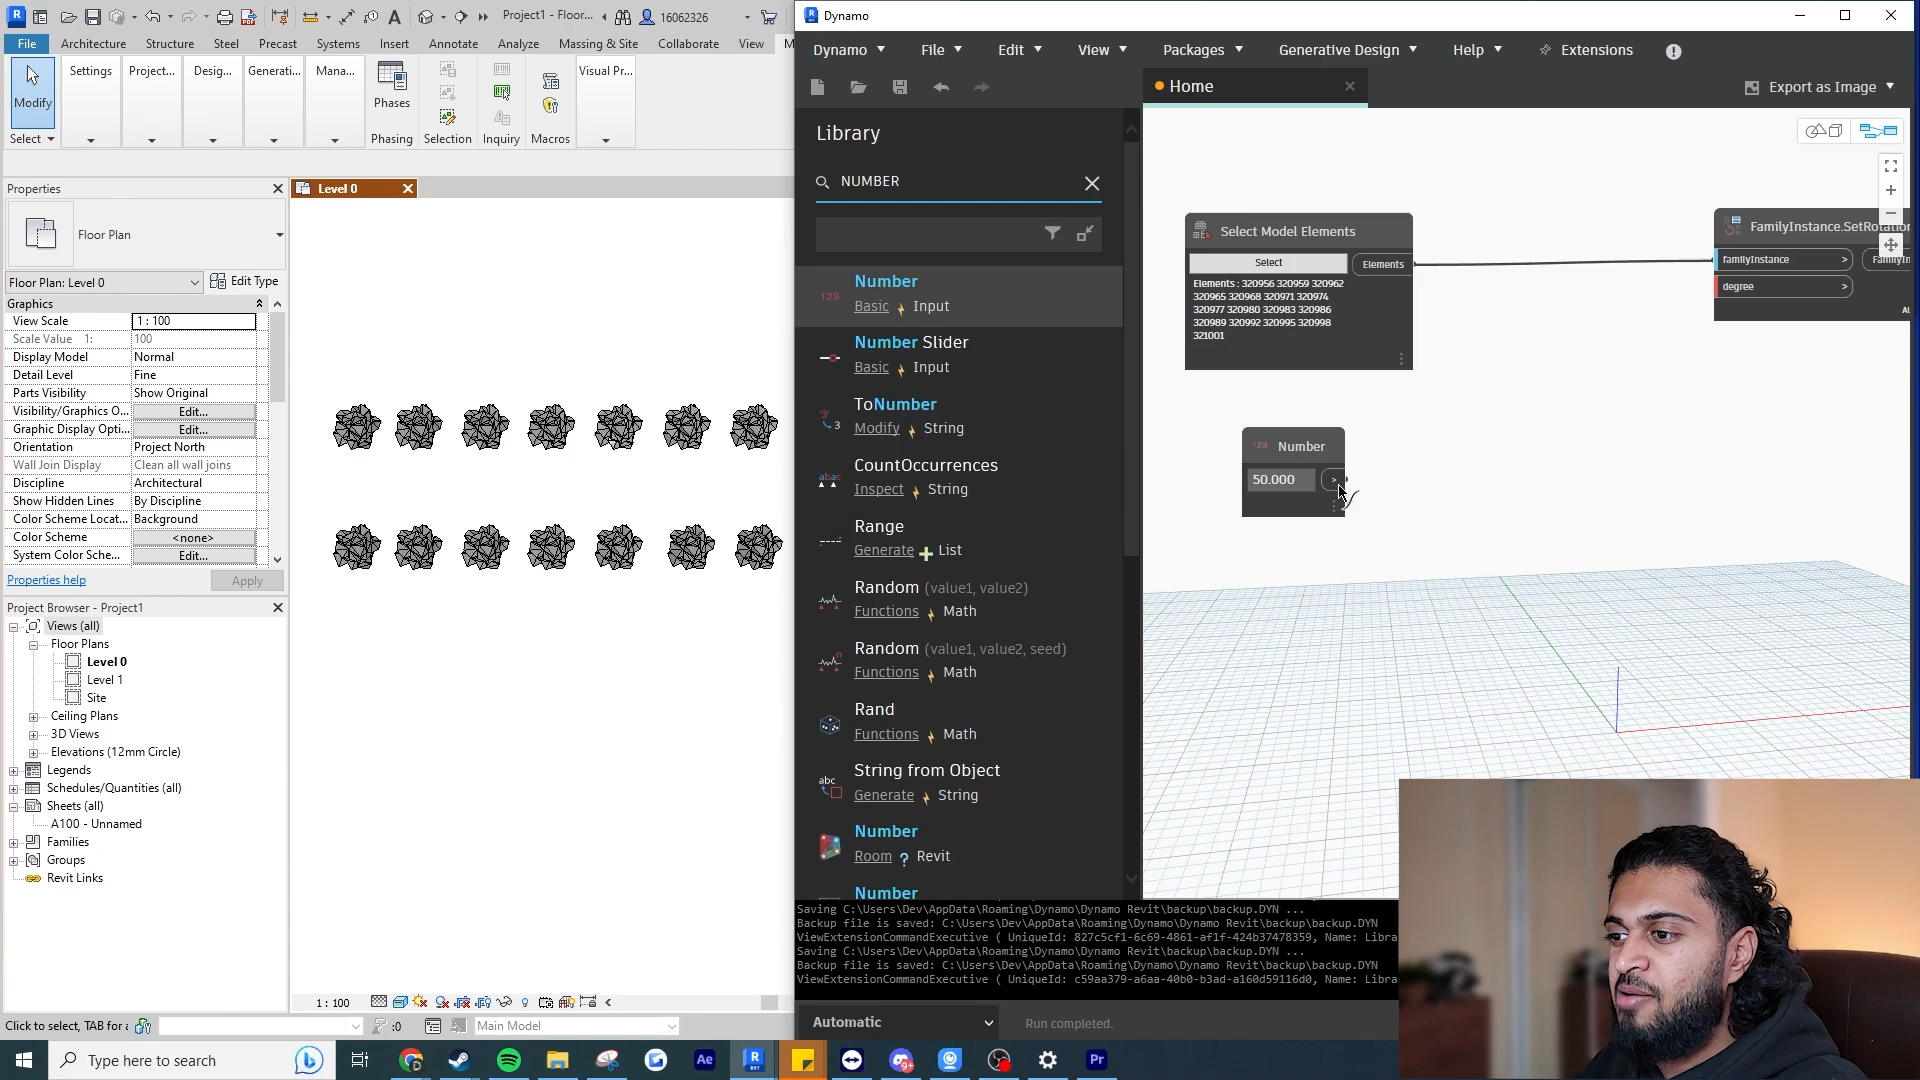 Project1 - Floor...
16062326
File Architecture Structure Steel Precast Systems Insert Annotate Analyze Massing & Site Collaborate View
Modify
Select
Settings
Project...
Desig...
Generati...
Mana...
Phases
Phasing
Selection
Inquiry
Macros
Visual Pr...
Properties
Floor Plan
Floor Plan: Level 0
Edit Type
Graphics
View Scale 1 : 100
Scale Value 1: 100
Display Model Normal
Detail Level Fine
Parts Visibility Show Original
Visibility/Graphics O... Edit...
Graphic Display Opti... Edit...
Orientation Project North
Wall Join Display Clean all wall joins
Discipline Architectural
Show Hidden Lines By Discipline
Color Scheme Locat... Background
Color Scheme <none>
System Color Sche... Edit...
Properties help Apply
Project Browser - Project1
Views (all)
Floor Plans
Level 0
Level 1
Site
Ceiling Plans
3D Views
Elevations (12mm Circle)
Legends
Schedules/Quantities (all)
Sheets (all)
A100 - Unnamed
Families
Groups
Revit Links
Level 0
1 : 100
Click to select, TAB for a
:0
Main Model
Dynamo
Dynamo File Edit View Packages Generative Design Help Extensions
Home
Export as Image
Library
NUMBER
Number
Basic Input
Number Slider
Basic Input
ToNumber
Modify String
CountOccurrences
Inspect String
Range
Generate List
Random (value1, value2)
Functions Math
Random (value1, value2, seed)
Functions Math
Rand
Functions Math
String from Object
Generate String
Number
Room Revit
Number
Select Model Elements
Select
Elements
Elements : 320956 320959 320962
320965 320968 320971 320974
320977 320980 320983 320986
320989 320992 320995 320998
321001
Number
50.000 >
FamilyInstance.SetRotation
familyInstance >
FamilyIn
degree >
Saving C:\Users\Dev\AppData\Roaming\Dynamo\Dynamo Revit\backup\backup.DYN ...
Backup file is saved: C:\Users\Dev\AppData\Roaming\Dynamo\Dynamo Revit\backup\backup.DYN
ViewExtensionCommandExecutive ( UniqueId: 827c5cf1-6c69-4861-af1f-424b37478359, Name: Libra
Saving C:\Users\Dev\AppData\Roaming\Dynamo\Dynamo Revit\backup\backup.DYN ...
Backup file is saved: C:\Users\Dev\AppData\Roaming\Dynamo\Dynamo Revit\backup\backup.DYN
ViewExtensionCommandExecutive ( UniqueId: c59aa379-a6aa-40b0-b3ad-a160d59116d0, Name: Libra
Automatic
Run completed.
Type here to search